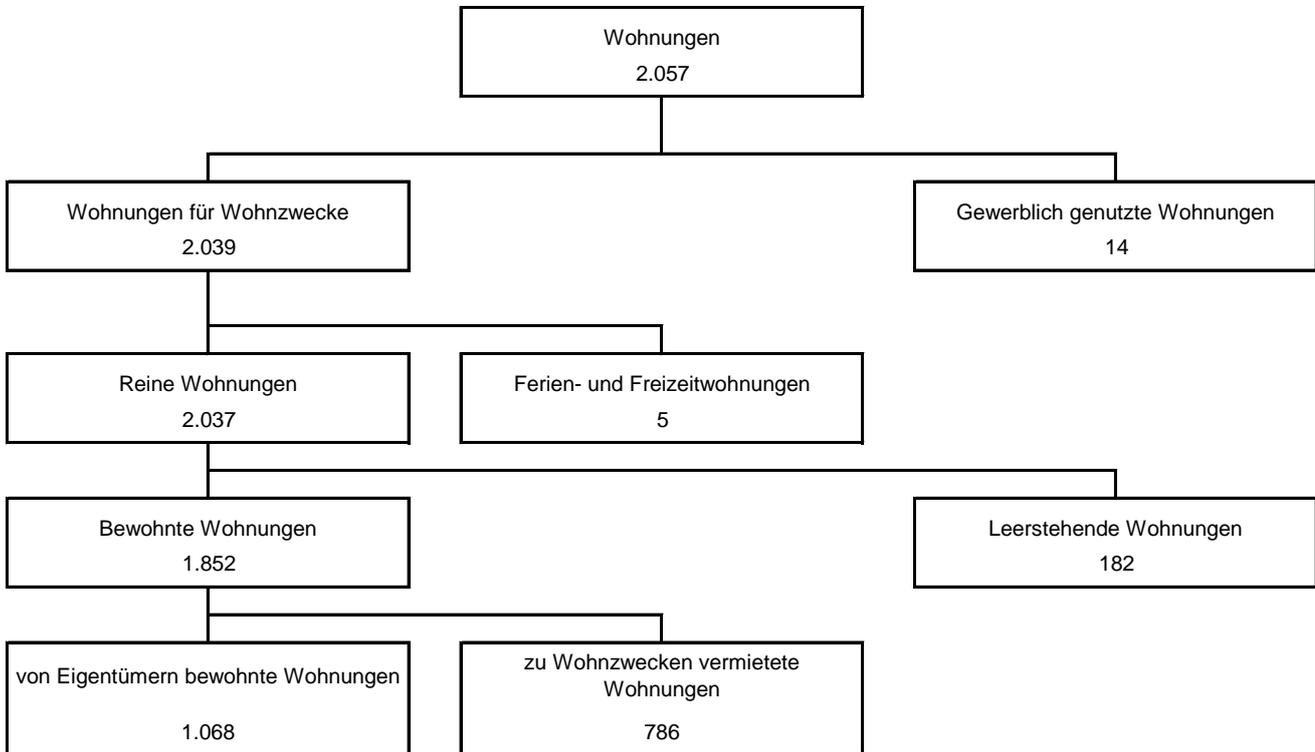 Wohnungen
2.057
Wohnungen für Wohnzwecke
2.039
Gewerblich genutzte Wohnungen
14
Reine Wohnungen
2.037
Ferien- und Freizeitwohnungen
5
Bewohnte Wohnungen
1.852
Leerstehende Wohnungen
182
von Eigentümern bewohnte Wohnungen
1.068
zu Wohnzwecken vermietete
Wohnungen
786